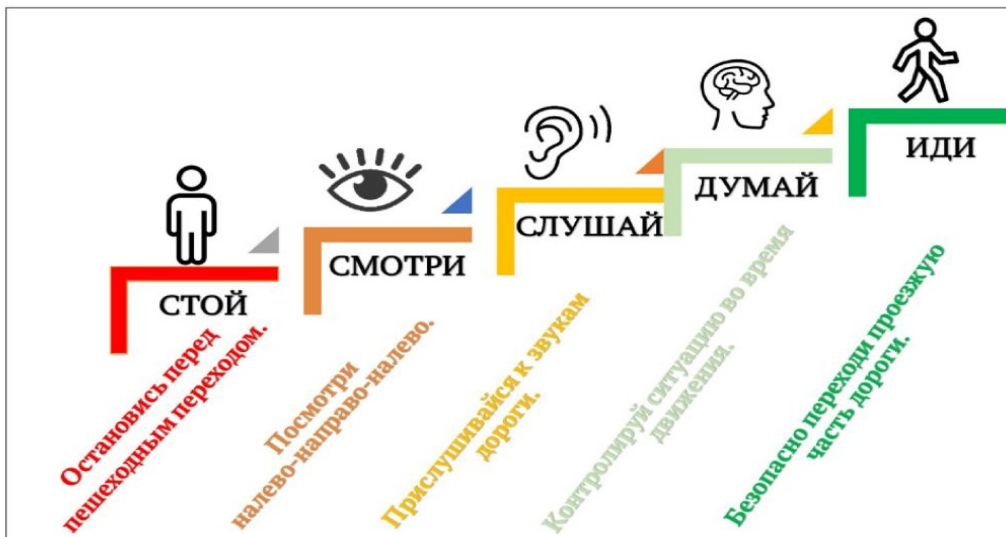 СТОЙ
Остановись перед
пешеходным переходом.
СМОТРИ
Посмотри
налево-направо-налево.
СЛУШАЙ
Прислушивайся к звукам
дороги.
ДУМАЙ
Контролируй ситуацию во время
движения.
ИДИ
Безопасно переходи проезжую
часть дороги.